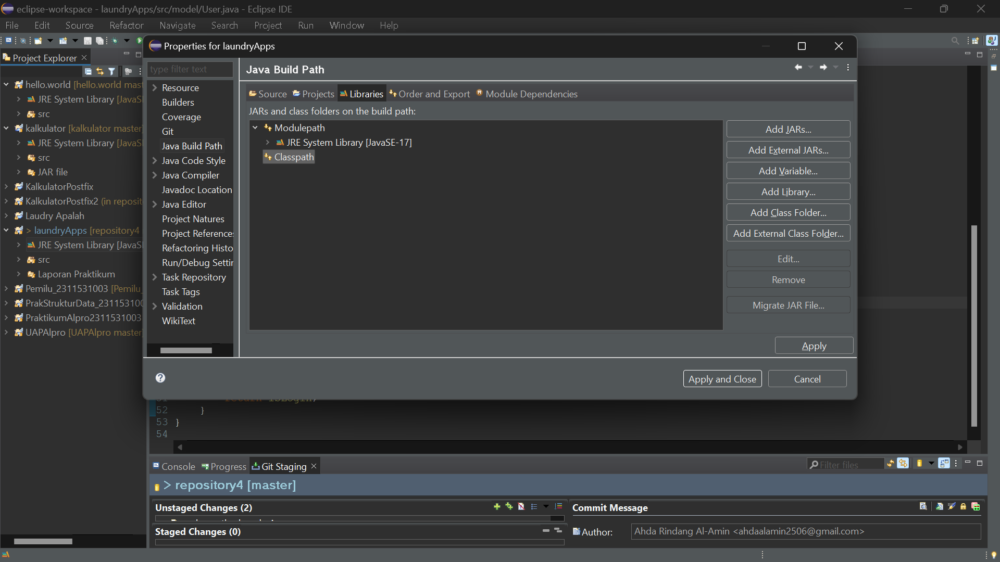 eclipse-workspace - laundryApps/src/model/User.java - Eclipse IDE
File Edit Source Refactor Navigate Search Project Run Window Help
Project Explorer
hello.world [hello.world mast
JRE System Library [JavaSE
src
kalkulator [kalkulator master]
JRE System Library [JavaSE
src
JAR file
KalkulatorPostfix
KalkulatorPostfix2 (in reposit
Laudry Apalah
> laundryApps [repository4
JRE System Library [JavaSE
src
Laporan Praktikum
Pemilu_2311531003 [Pemilu_
PrakStrukturData_231153100
PraktikumAlpro2311531003
UAPAlpro [UAPAlpro master]
Properties for laundryApps
type filter text
Resource
Builders
Coverage
Git
Java Build Path
Java Code Style
Java Compiler
Javadoc Location
Java Editor
Project Natures
Project References
Refactoring Histo
Run/Debug Settin
Task Repository
Task Tags
Validation
WikiText
Java Build Path
Source Projects Libraries Order and Export Module Dependencies
JARs and class folders on the build path:
Modulepath
JRE System Library [JavaSE-17]
Classpath
Add JARs...
Add External JARs...
Add Variable...
Add Library...
Add Class Folder...
Add External Class Folder...
Edit...
Remove
Migrate JAR File...
Apply
Apply and Close Cancel
52 }
53 }
54
Console Progress Git Staging
Filter files
> repository4 [master]
Unstaged Changes (2)
Staged Changes (0)
Commit Message
Author: Ahda Rindang Al-Amin <ahdaalamin2506@gmail.com>